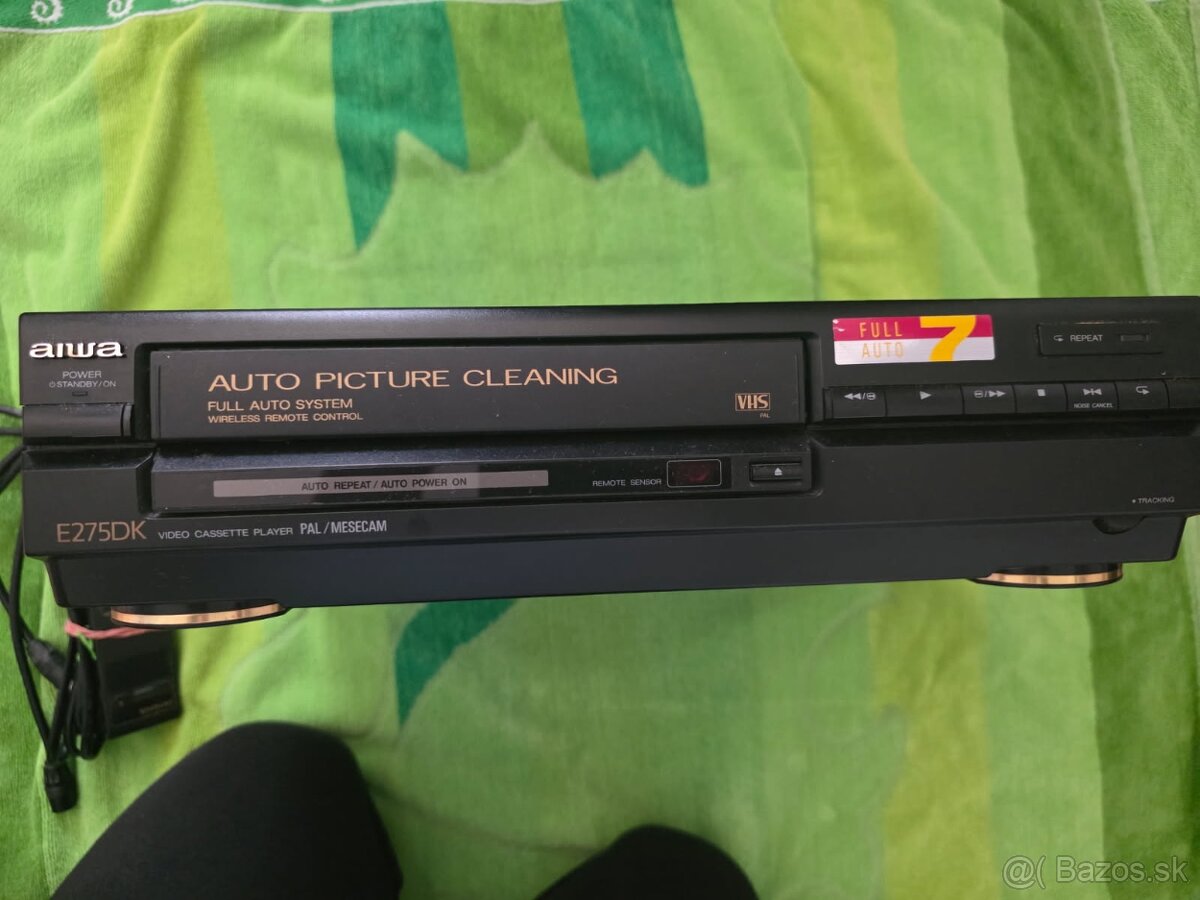 aiwa
POWER
⏻STANDBY/ON
AUTO PICTURE CLEANING
FULL AUTO SYSTEM
WIRELESS REMOTE CONTROL
VHS
PAL
FULL
AUTO
7
REPEAT
NOISE CANCEL
AUTO REPEAT/AUTO POWER ON
REMOTE SENSOR
TRACKING
E275DK VIDEO CASSETTE PLAYER PAL/MESECAM
@( Bazos.sk